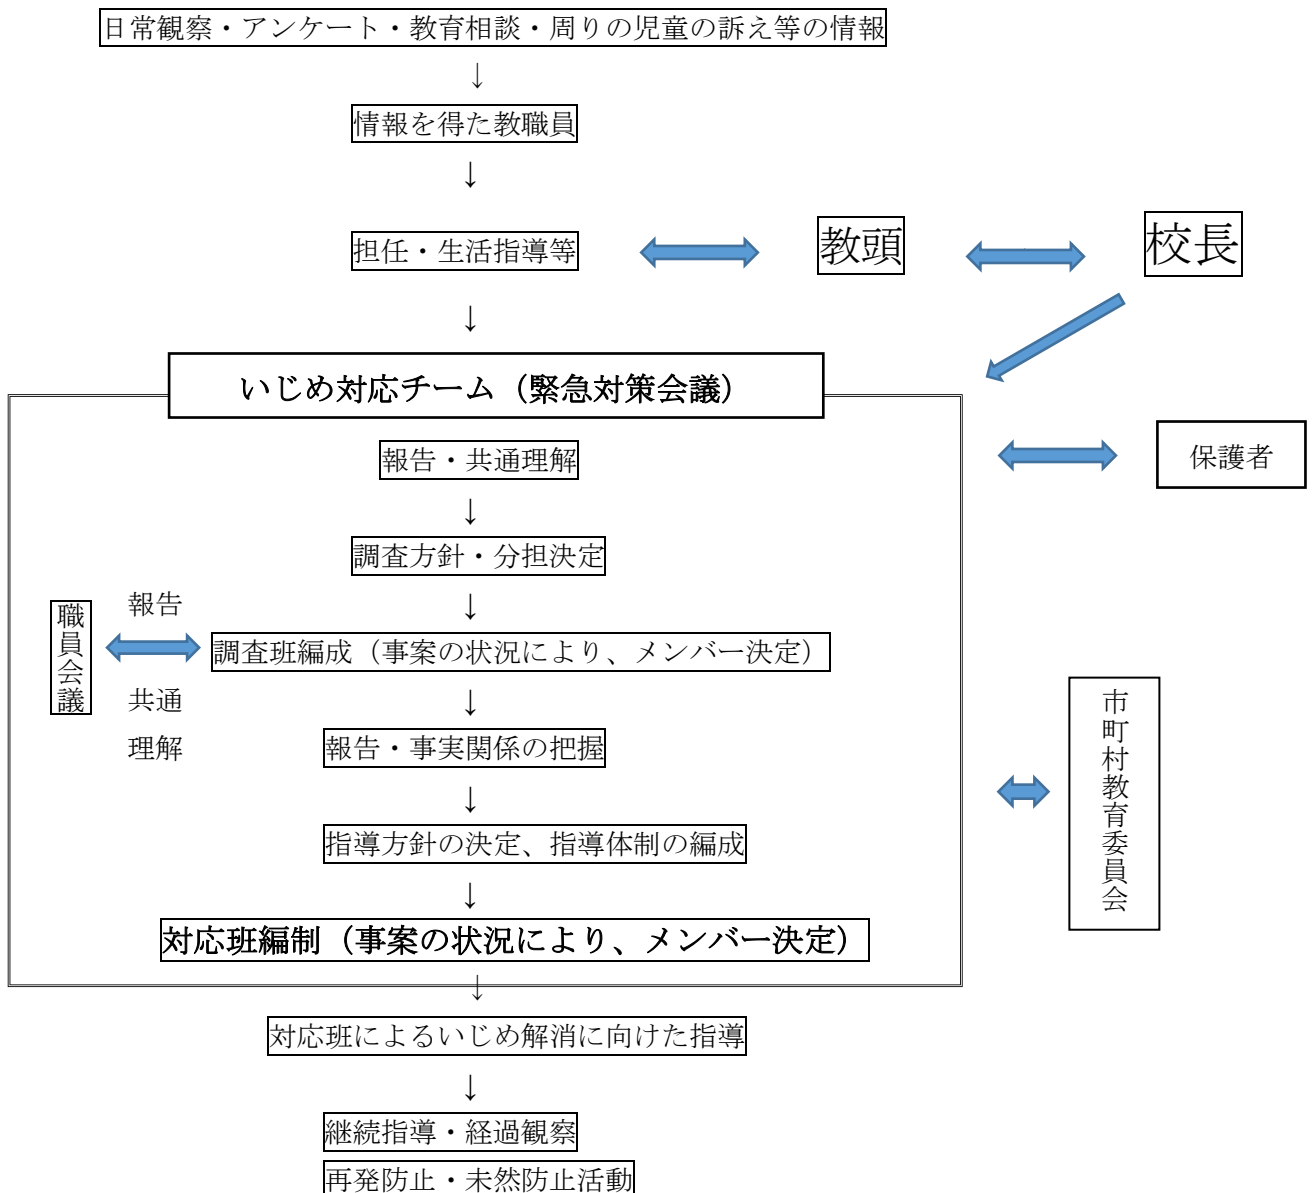 日常観察・アンケート・教育相談・周りの児童の訴え等の情報
↓
情報を得た教職員
↓
担任・生活指導等
教頭
校長
↓
いじめ対応チーム（緊急対策会議）
報告・共通理解
保護者
↓
調査方針・分担決定
↓
職員会議
報告
共通
理解
調査班編成（事案の状況により、メンバー決定）
↓
報告・事実関係の把握
↓
市町村教育委員会
指導方針の決定、指導体制の編成
↓
対応班編制（事案の状況により、メンバー決定）
↓
対応班によるいじめ解消に向けた指導
↓
継続指導・経過観察
再発防止・未然防止活動